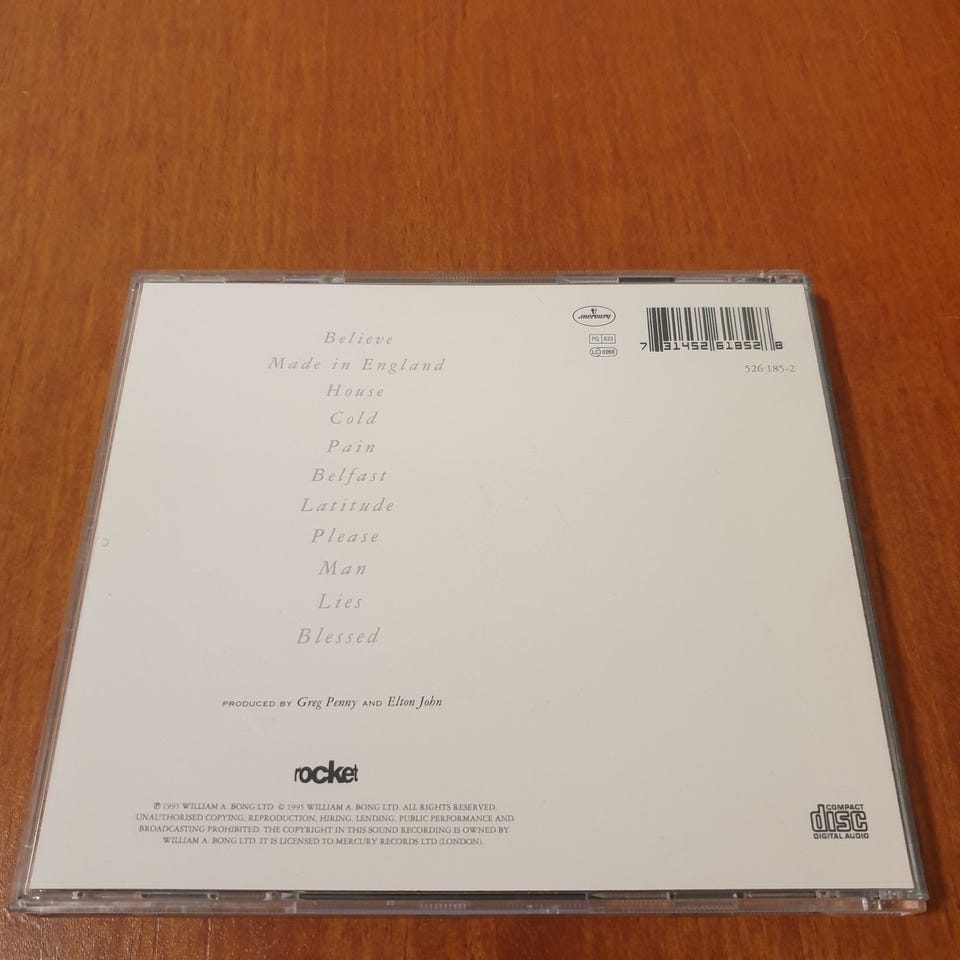 Believe
Made in England
House
Cold
Pain
Belfast
Latitude
Please
Man
Lies
Blessed
PRODUCED BY Greg Penny AND Elton John
rocket
℗ 1995 WILLIAM A. BONG LTD © 1995 WILLIAM A. BONG LTD. ALL RIGHTS RESERVED.
UNAUTHORISED COPYING, REPRODUCTION, HIRING, LENDING, PUBLIC PERFORMANCE AND
BROADCASTING PROHIBITED. THE COPYRIGHT IN THIS SOUND RECORDING IS OWNED BY
WILLIAM A. BONG LTD. IT IS LICENSED TO MERCURY RECORDS LTD (LONDON).
mercury
PG 833
LC 0268
7 31452 61852 8
526 185-2
COMPACT
disc
DIGITAL AUDIO